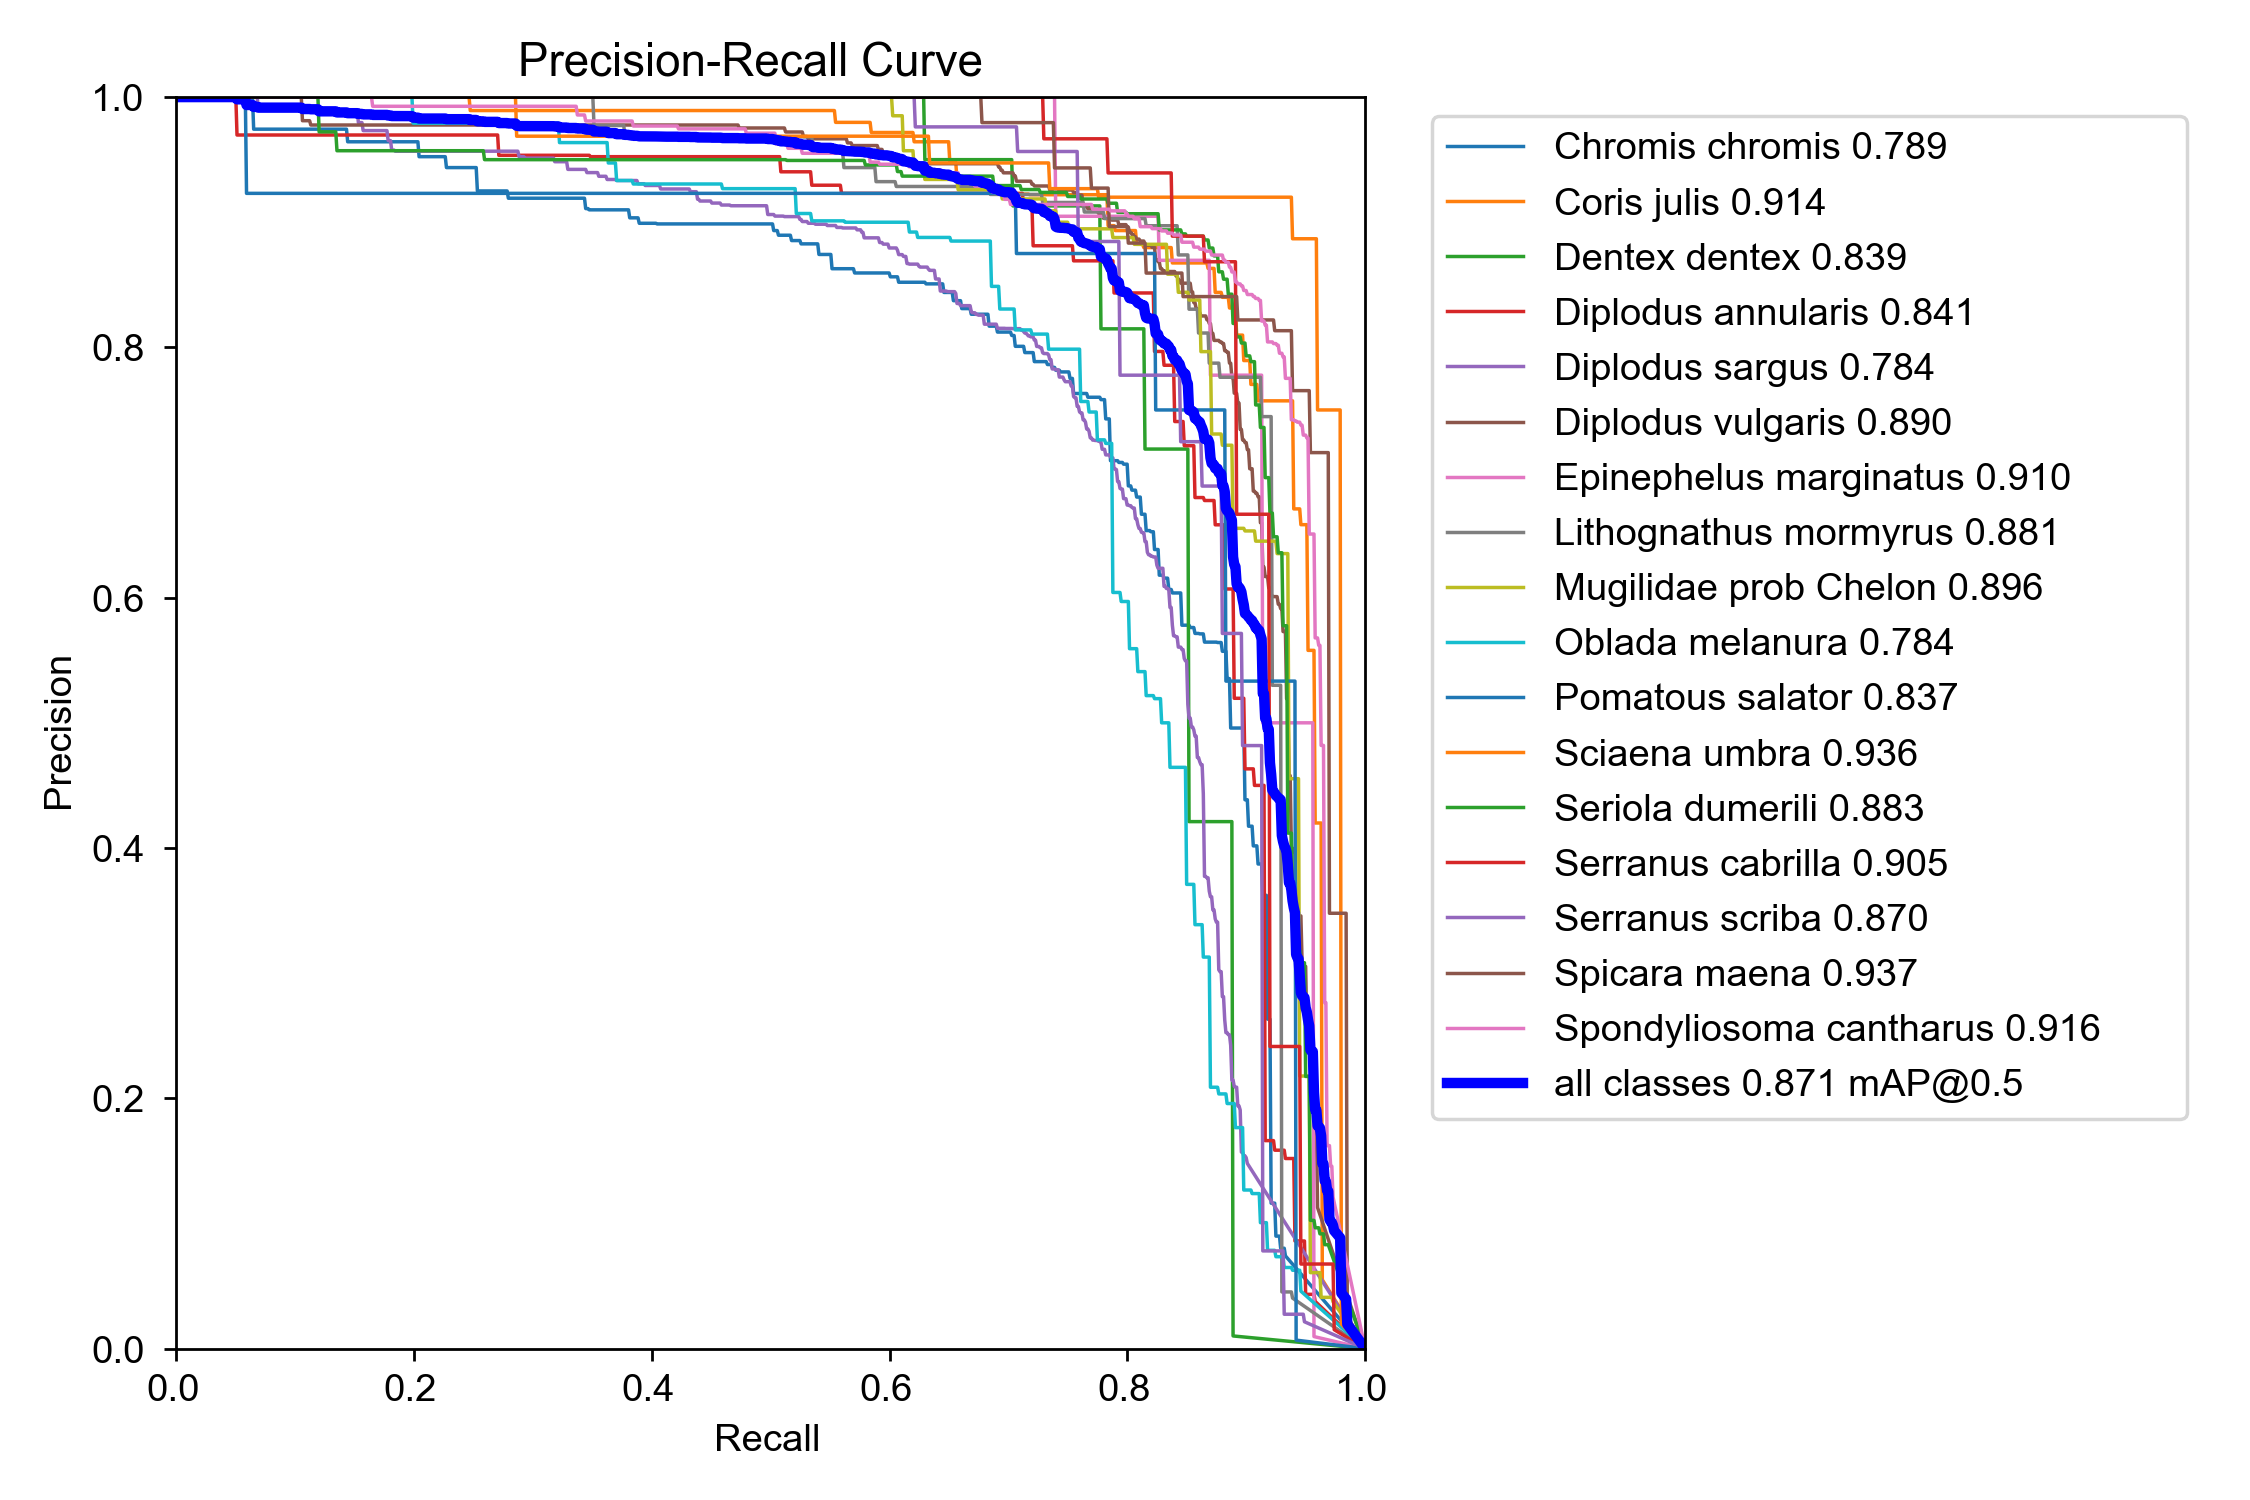 Precision-Recall Curve
1.0
0.8
0.6
0.4
0.2
0.0
Precision
0.0 0.2 0.4 0.6 0.8 1.0
Recall
Chromis chromis 0.789
Coris julis 0.914
Dentex dentex 0.839
Diplodus annularis 0.841
Diplodus sargus 0.784
Diplodus vulgaris 0.890
Epinephelus marginatus 0.910
Lithognathus mormyrus 0.881
Mugilidae prob Chelon 0.896
Oblada melanura 0.784
Pomatous salator 0.837
Sciaena umbra 0.936
Seriola dumerili 0.883
Serranus cabrilla 0.905
Serranus scriba 0.870
Spicara maena 0.937
Spondyliosoma cantharus 0.916
all classes 0.871 mAP@0.5